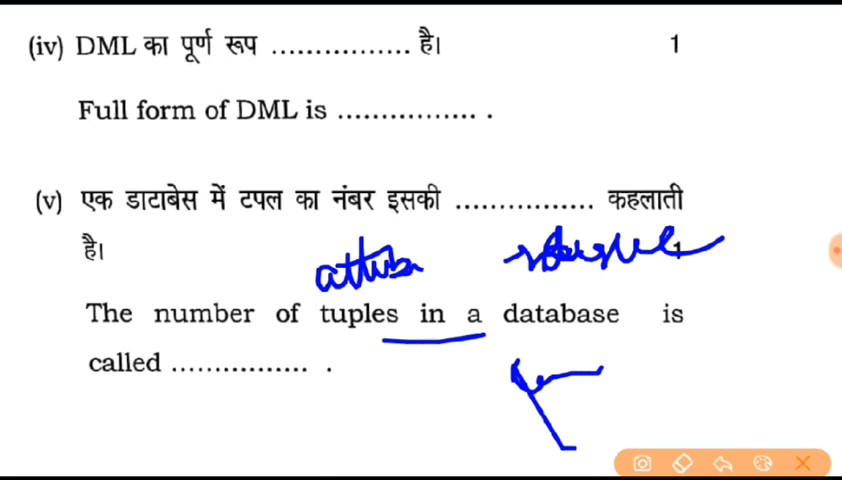 (iv) DML का पूर्ण रूप ................ है। 1
Full form of DML is ................ .
(v) एक डाटाबेस में टपल का नंबर इसकी ................ कहलाती
है। 1
The number of tuples in a database is
called ................ .